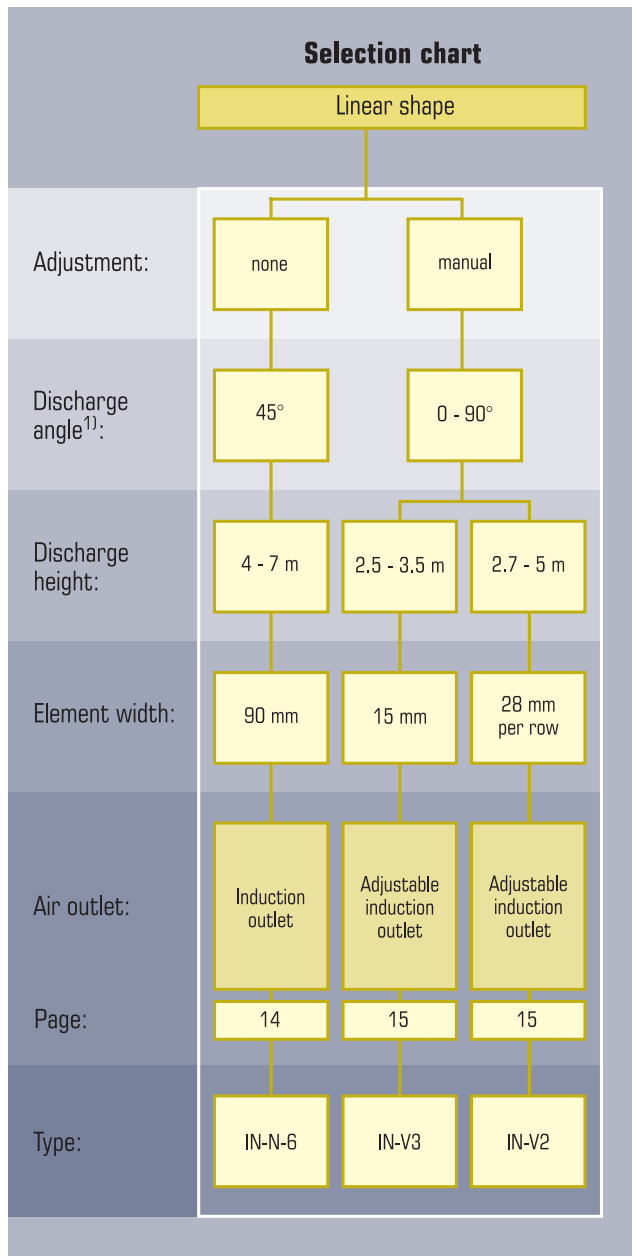 Selection chart
Linear shape
Adjustment:
none
manual
Discharge
angle1):
45°
0 - 90°
Discharge
height:
4 - 7 m
2.5 - 3.5 m
2.7 - 5 m
Element width:
90 mm
15 mm
28 mm
per row
Air outlet:
Induction
outlet
Adjustable
induction
outlet
Adjustable
induction
outlet
Page:
14
15
15
Type:
IN-N-6
IN-V3
IN-V2